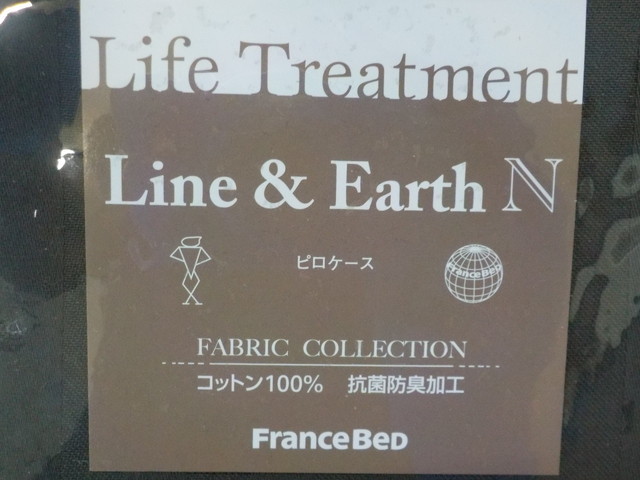 Life Treatment
Line & Earth N
ピロケース
FranceBeD
FABRIC COLLECTION
コットン100% 抗菌防臭加工
FranceBeD